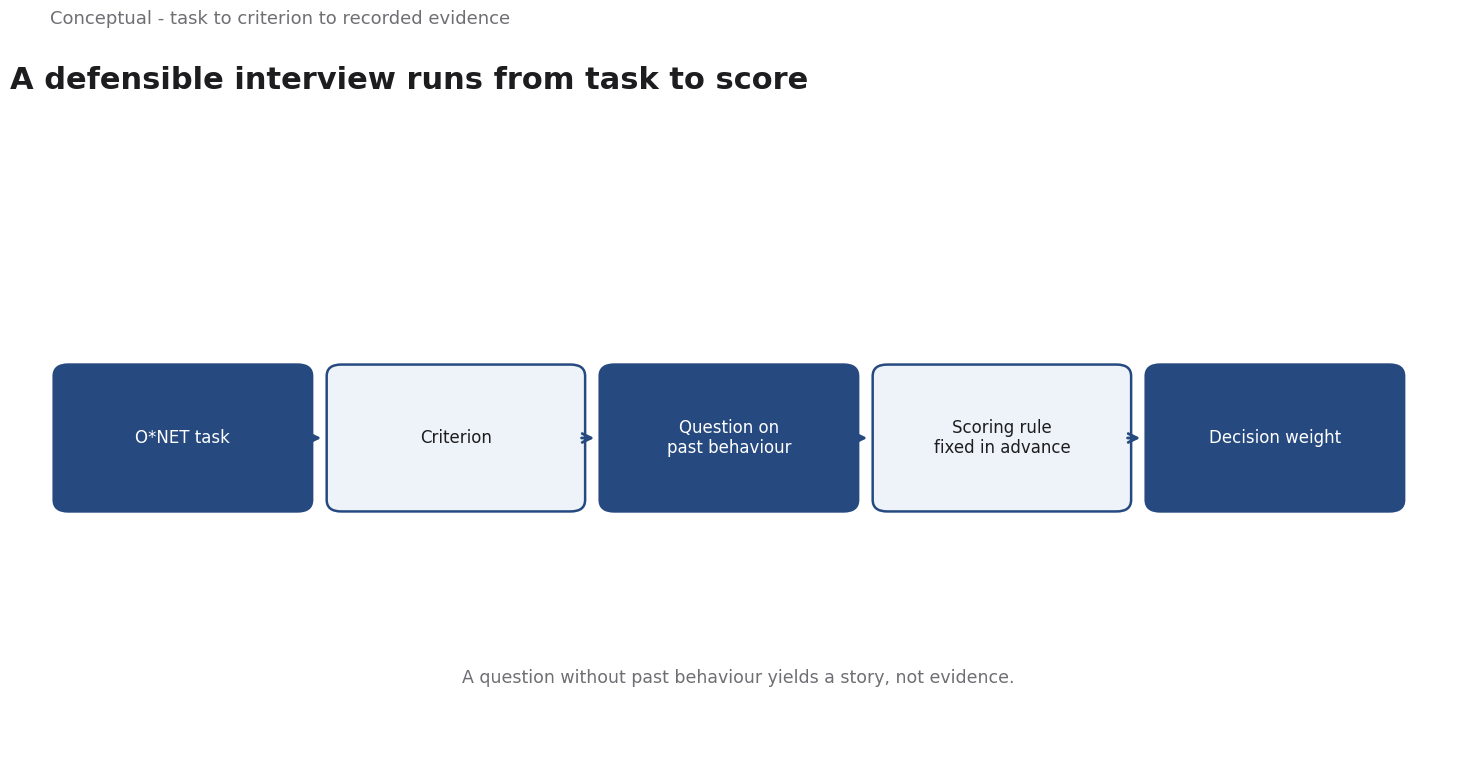 Conceptual - task to criterion to recorded evidence
A defensible interview runs from task to score
O*NET task
Criterion
Question on
past behaviour
Scoring rule
fixed in advance
Decision weight
A question without past behaviour yields a story, not evidence.